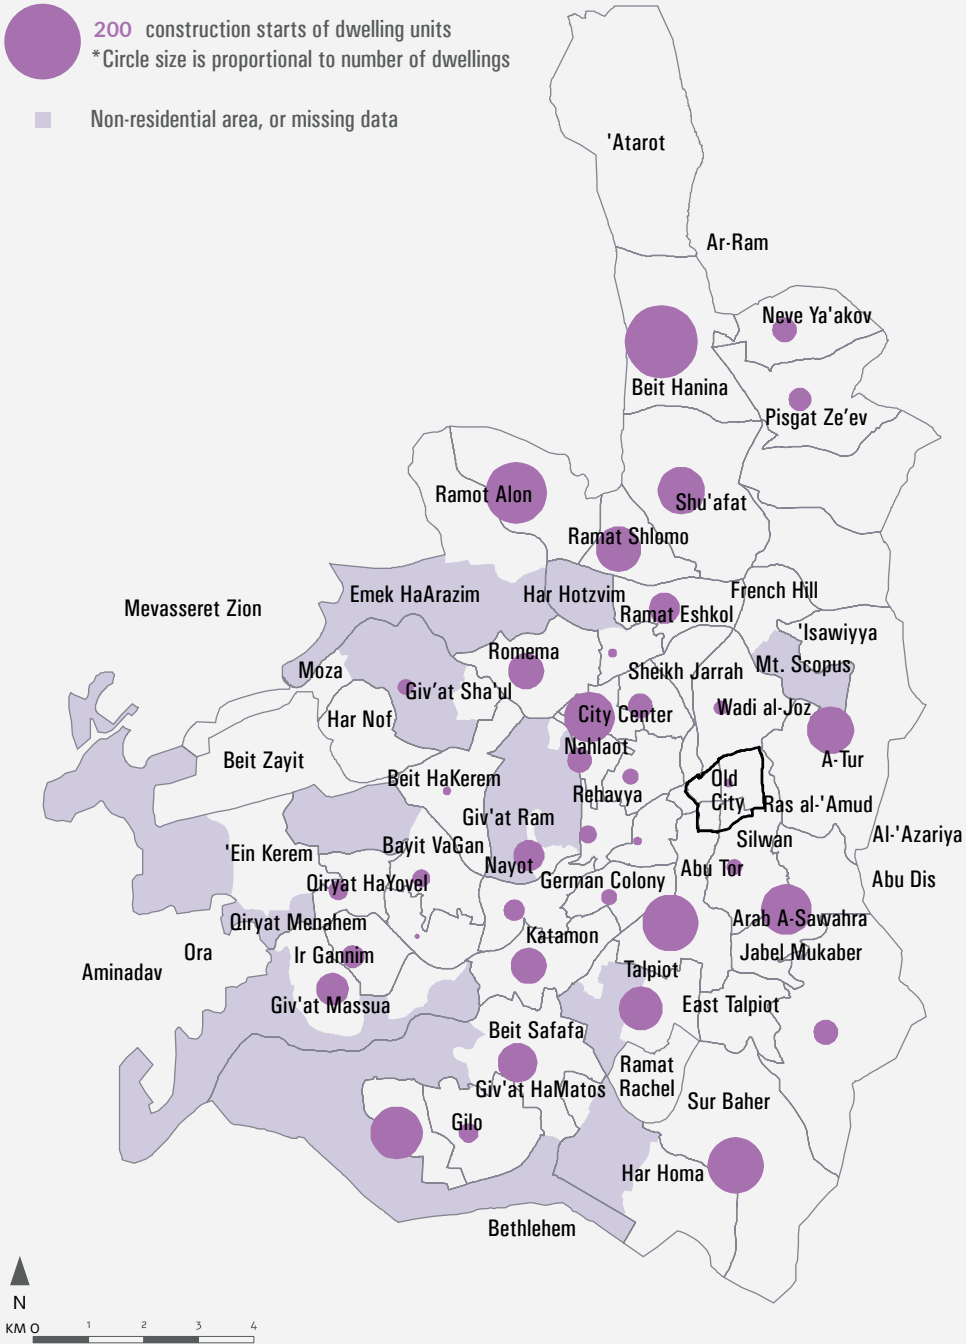 200 construction starts of dwelling units
*Circle size is proportional to number of dwellings
Non-residential area, or missing data
'Atarot
Ar-Ram
Neve Ya'akov
Beit Hanina
Pisgat Ze’ev
Ramot Alon
Shu'afat
Ramat Shlomo
French Hill
Emek HaArazim
Har Hotzvim
Mevasseret Zion
Ramat Eshkol
'Isawiyya
Romema
Mt. Scopus
Moza
Sheikh Jarrah
Giv’at Sha'ul
Wadi al-Joz
Har Nof
City Center
Nahlaot
A-Tur
Beit Zayit
Beit HaKerem
Old
City
Rehavya
Ras al-'Amud
Giv'at Ram
Al-'Azariya
Silwan
Bayit VaGan
'Ein Kerem
Nayot
Abu Tor
German Colony
Abu Dis
Qiryat HaYovel
Arab A-Sawahra
Qiryat Menahem
Katamon
Ora
Ir Gannim
Jabel Mukaber
Aminadav
Talpiot
Giv'at Massua
East Talpiot
Beit Safafa
Ramat
Rachel
Giv'at HaMatos
Sur Baher
Gilo
Har Homa
Bethlehem
N
KM 0 1 2 3 4